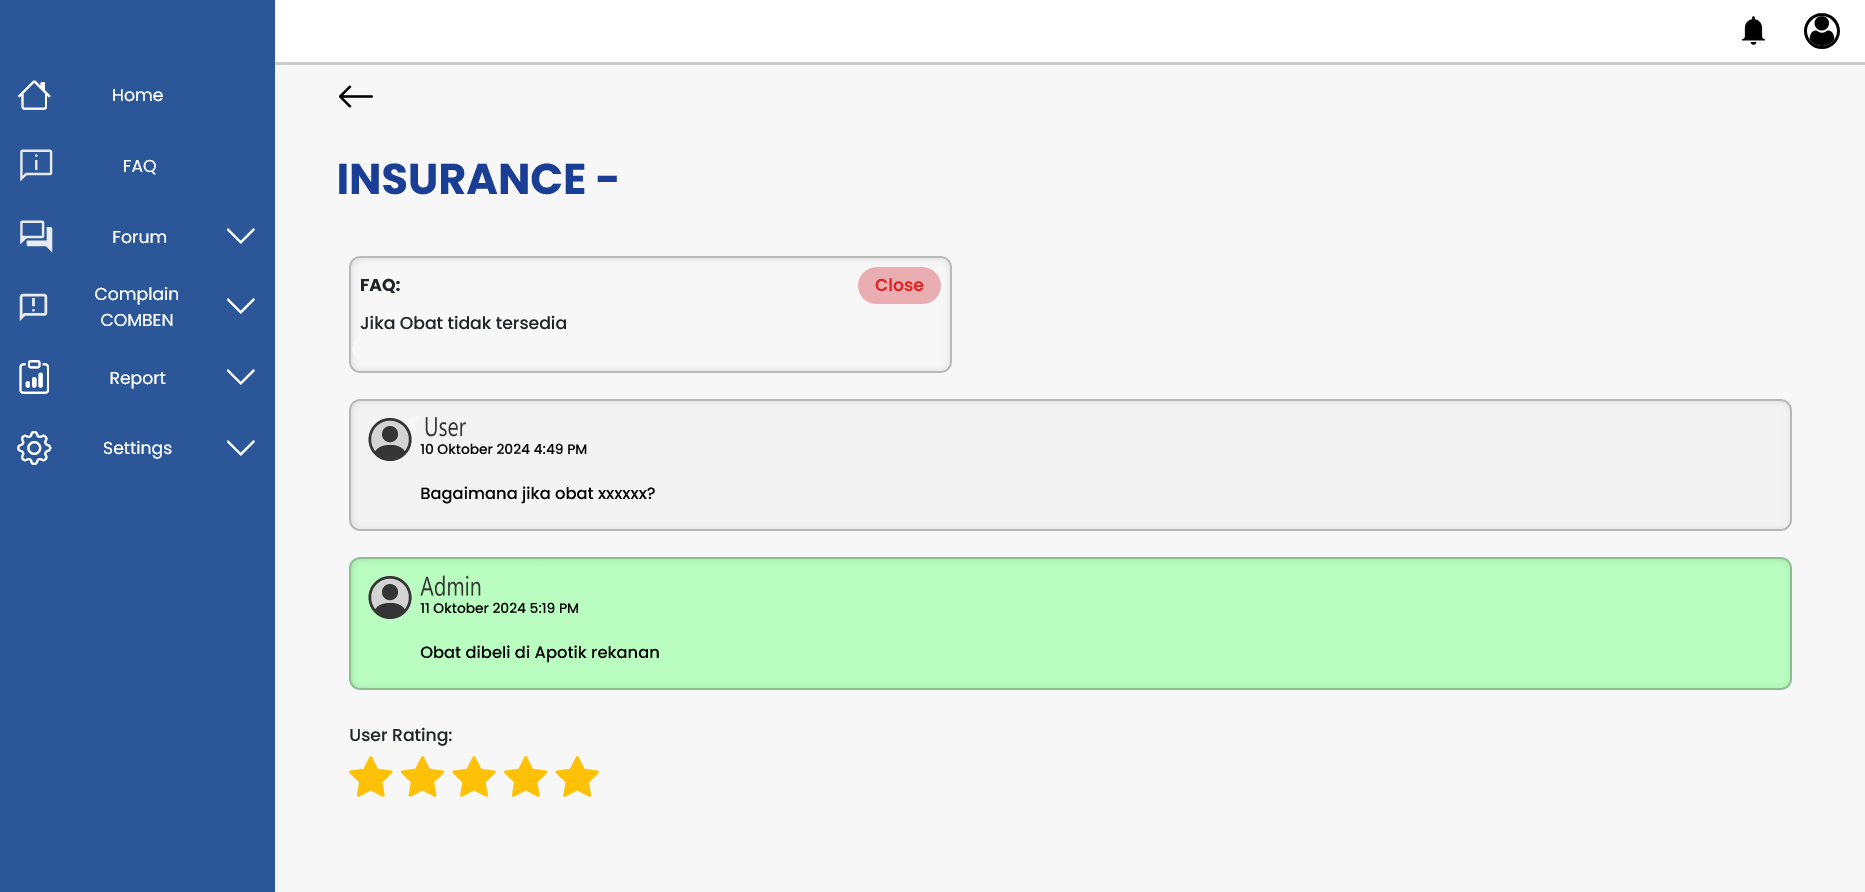 Home
FAQ
Forum
Complain
COMBEN
Report
Settings
INSURANCE -
FAQ:
Close
Jika Obat tidak tersedia
User
10 Oktober 2024 4:49 PM
Bagaimana jika obat xxxxxx?
Admin
11 Oktober 2024 5:19 PM
Obat dibeli di Apotik rekanan
User Rating: